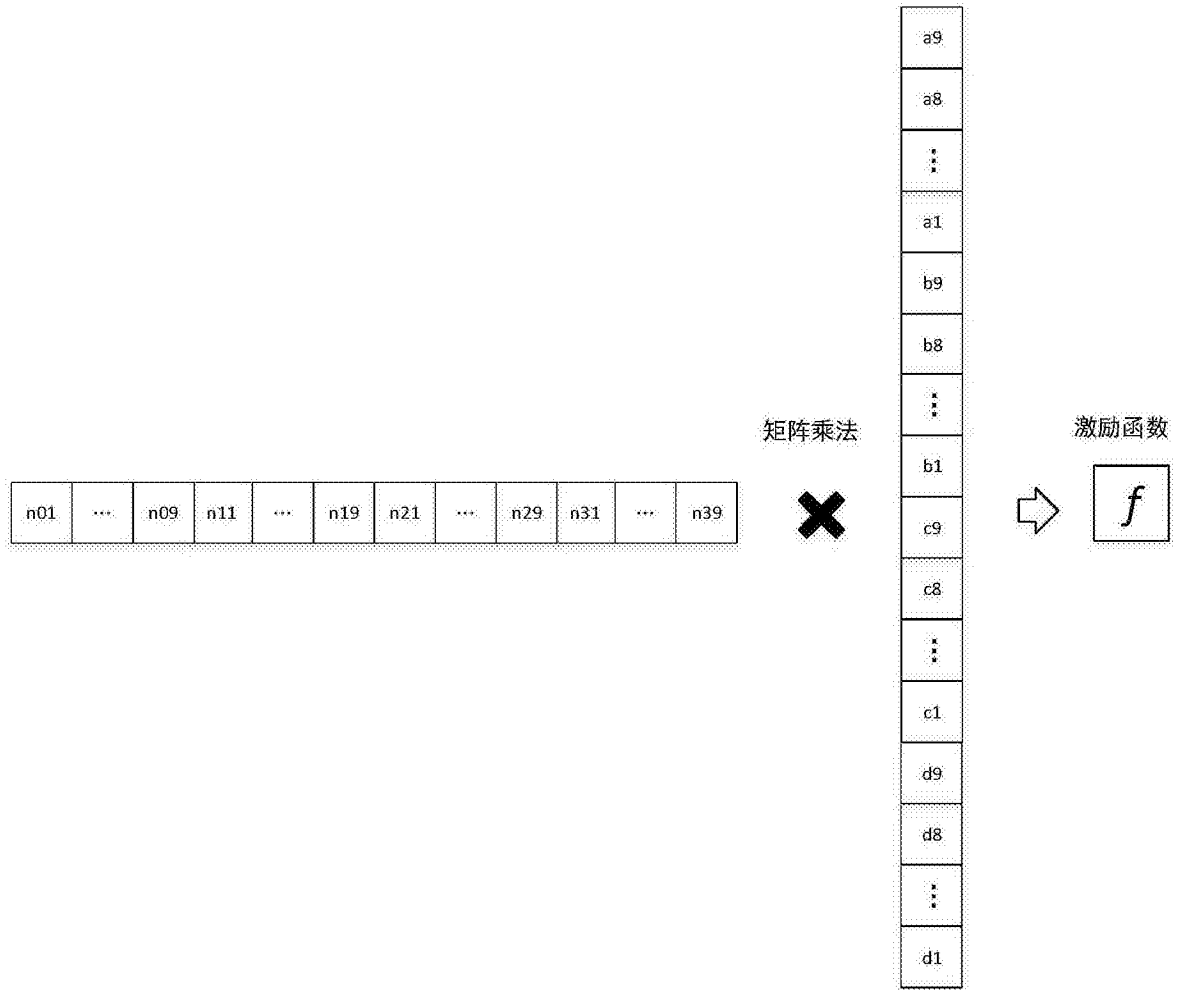 a9
a8
⋮
a1
b9
b8
⋮
矩阵乘法
激励函数
b1
n01 … n09 n11 … n19 n21 … n29 n31 … n39
c9
f
c8
⋮
c1
d9
d8
⋮
d1